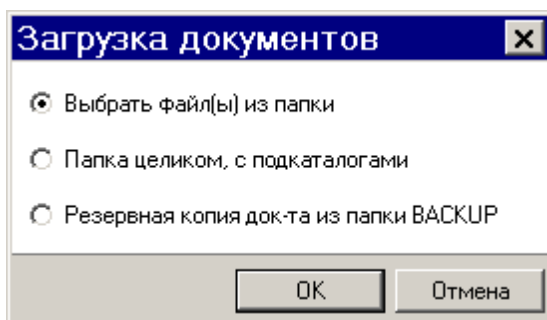 Загрузка документов
Выбрать файл(ы) из папки
Папка целиком, с подкаталогами
Резервная копия док-та из папки BACKUP
OK
Отмена